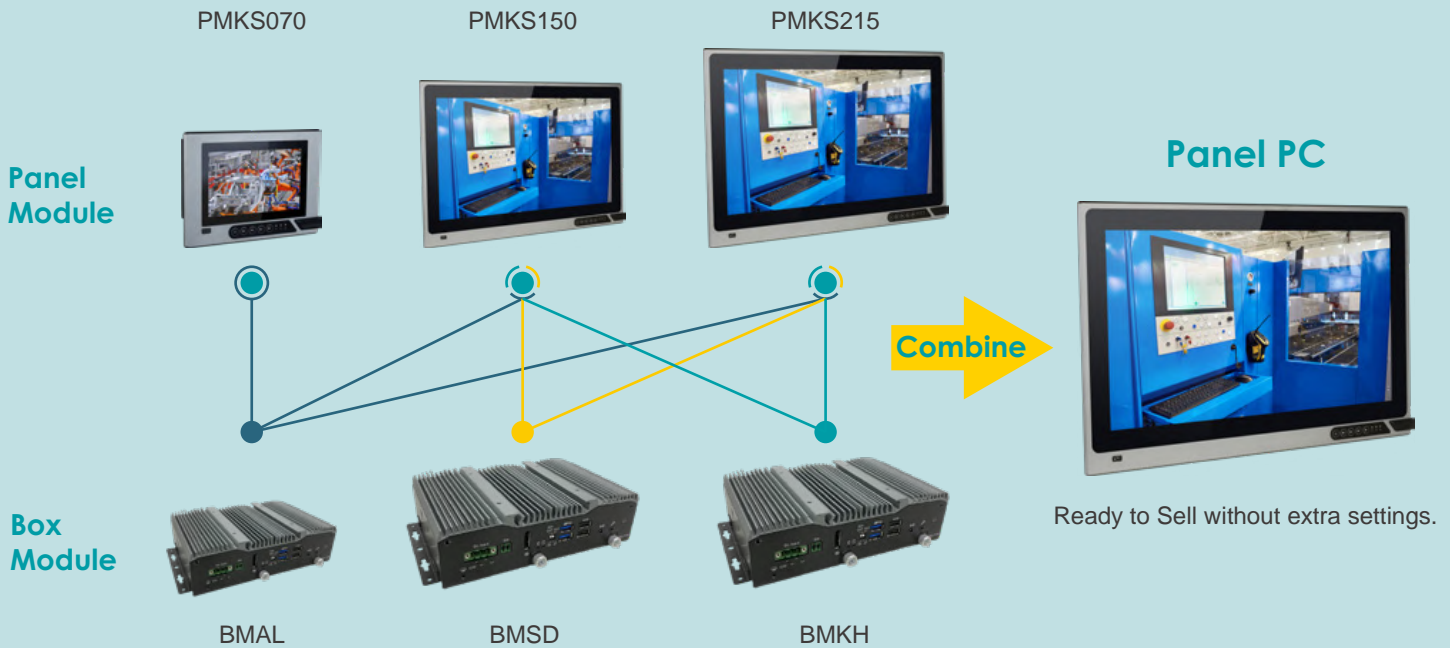 PMKS070
PMKS150
PMKS215
Panel
Module
Panel PC
Combine
Ready to Sell without extra settings.
Box
Module
BMAL
BMSD
BMKH